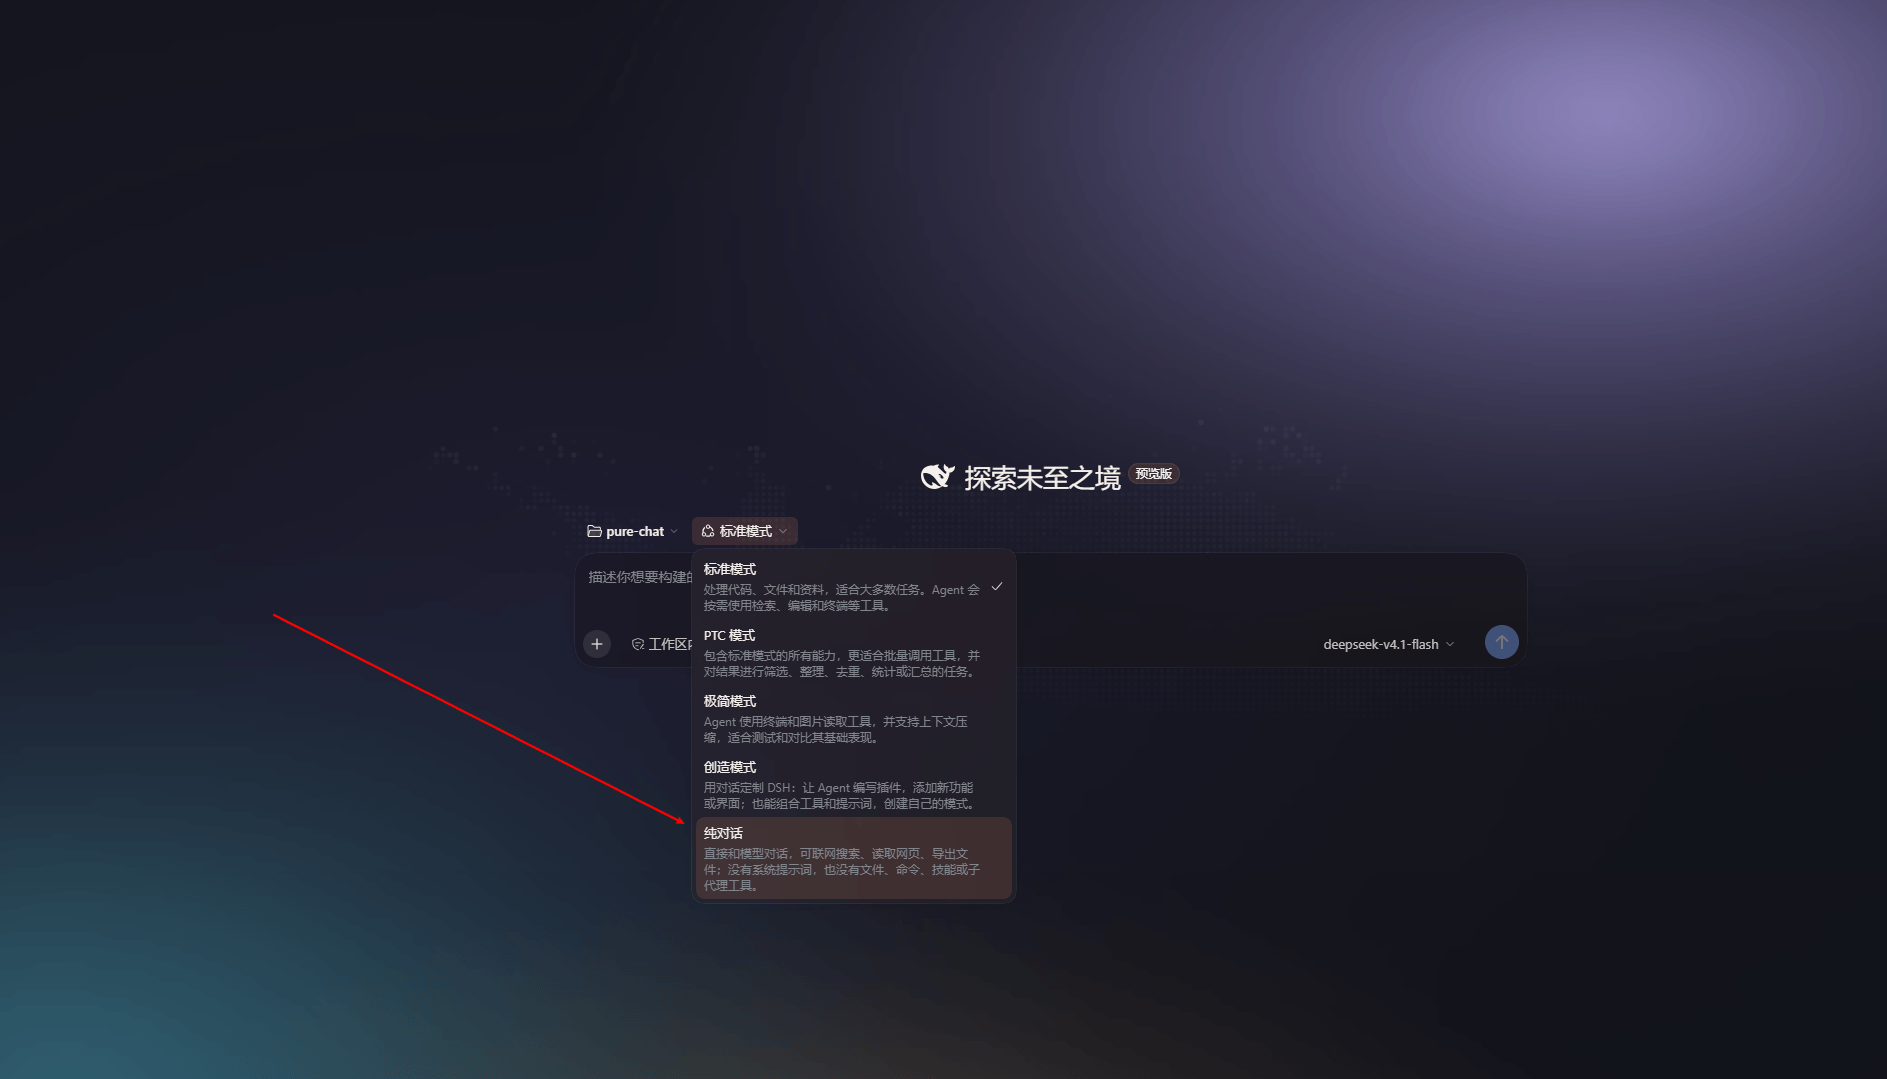 探索未至之境 预览版
pure-chat 标准模式
描述你想要构建的
标准模式
处理代码、文件和资料，适合大多数任务。Agent 会
按需使用检索、编辑和终端等工具。
PTC 模式
包含标准模式的所有能力，更适合批量调用工具，并
对结果进行筛选、整理、去重、统计或汇总的任务。
极简模式
Agent 使用终端和图片读取工具，并支持上下文压
缩，适合测试和对比其基础表现。
创造模式
用对话定制 DSH：让 Agent 编写插件，添加新功能
或界面；也能组合工具和提示词，创建自己的模式。
纯对话
直接和模型对话，可联网搜索、读取网页、导出文
件；没有系统提示词，也没有文件、命令、技能或子
代理工具。
工作区
deepseek-v4.1-flash